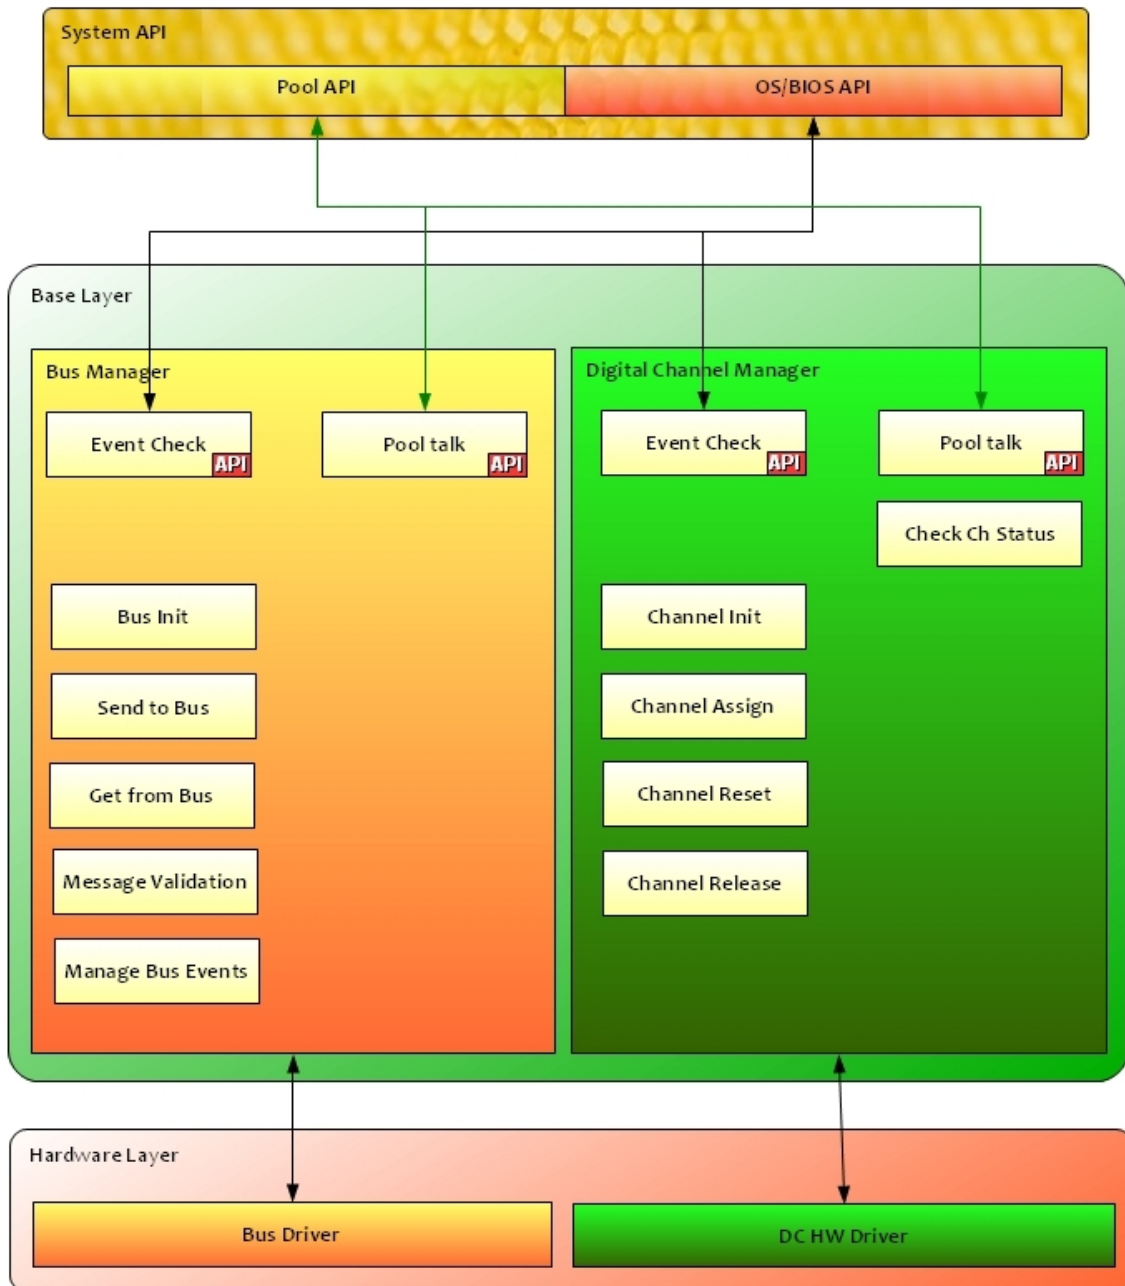 System API
Pool API
OS/BIOS API
Base Layer
Bus Manager
Event Check
API
Pool talk
API
Bus Init
Send to Bus
Get from Bus
Message Validation
Manage Bus Events
Digital Channel Manager
Event Check
API
Pool talk
API
Check Ch Status
Channel Init
Channel Assign
Channel Reset
Channel Release
Hardware Layer
Bus Driver
DC HW Driver